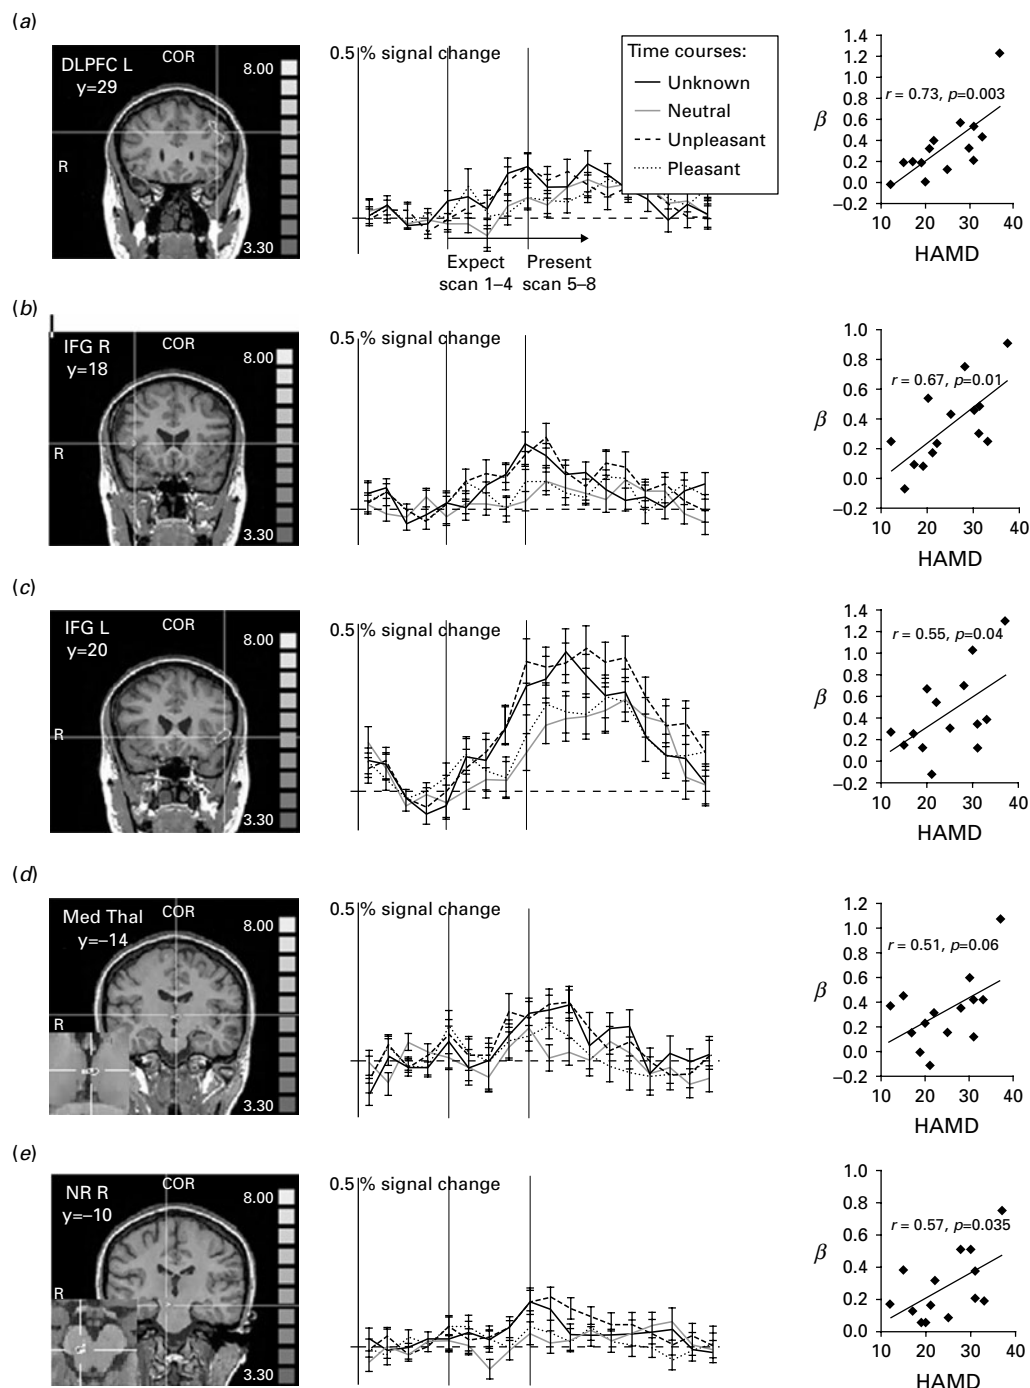 (a)
DLPFC L
y=29
COR
8.00
R
3.30
0.5 % signal change
Time courses:
Unknown
Neutral
Unpleasant
Pleasant
Expect
scan 1–4
Present
scan 5–8
1.4
1.2
1.0
0.8
0.6
0.4
0.2
0.0
−0.2
β
r = 0.73, p=0.003
10 20 30 40
HAMD
(b)
IFG R
y=18
COR
8.00
R
3.30
0.5 % signal change
1.0
0.8
0.6
0.4
0.2
0.0
−0.2
β
r = 0.67, p=0.01
10 20 30 40
HAMD
(c)
IFG L
y=20
COR
8.00
R
3.30
0.5 % signal change
1.4
1.2
1.0
0.8
0.6
0.4
0.2
0.0
−0.2
β
r = 0.55, p=0.04
10 20 30 40
HAMD
(d)
Med Thal
y=−14
COR
8.00
R
3.30
0.5 % signal change
1.2
1.0
0.8
0.6
0.4
0.2
0.0
−0.2
β
r = 0.51, p=0.06
10 20 30 40
HAMD
(e)
NR R
y=−10
COR
8.00
R
3.30
0.5 % signal change
1.0
0.8
0.6
0.4
0.2
0.0
β
r = 0.57, p=0.035
10 20 30 40
HAMD